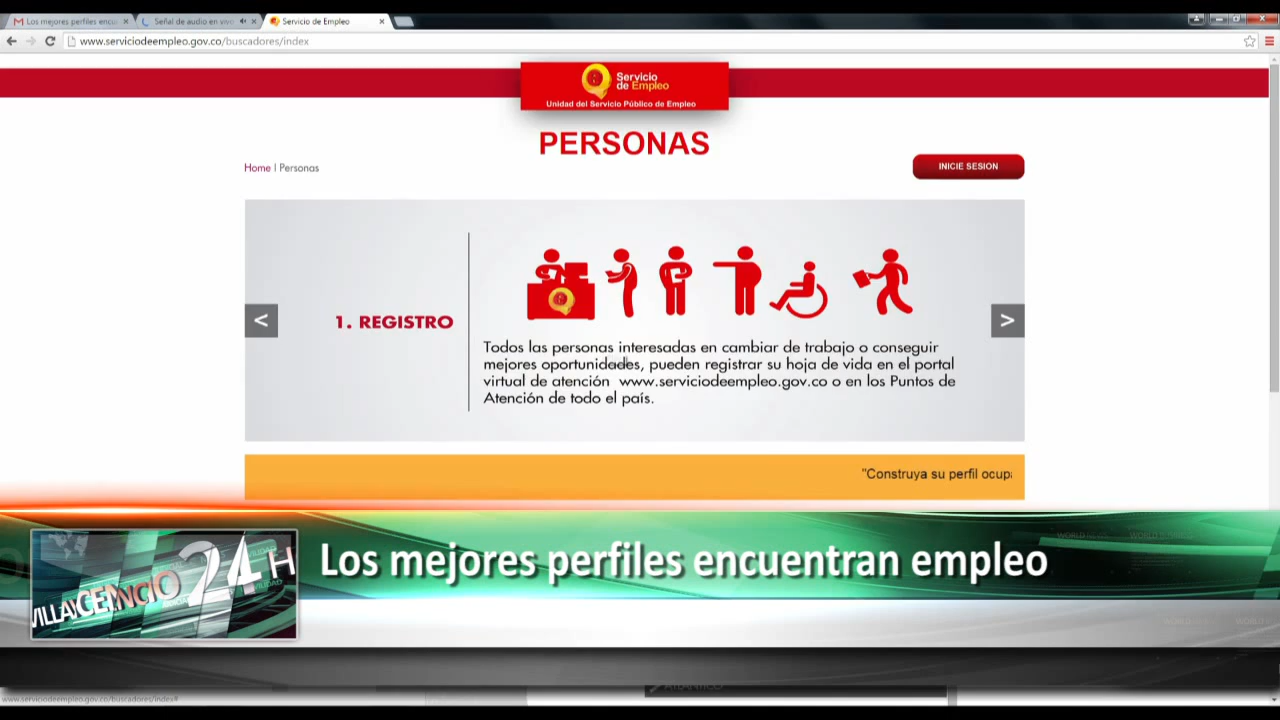 Los mejores perfiles encue
Señal de audio en vivo
Servicio de Empleo
www.serviciodeempleo.gov.co/buscadores/index
Servicio
de Empleo
Unidad del Servicio Público de Empleo
PERSONAS
Home | Personas
INICIE SESION
<
1. REGISTRO
>
Todos las personas interesadas en cambiar de trabajo o conseguir
mejores oportunidades, pueden registrar su hoja de vida en el portal
virtual de atención www.serviciodeempleo.gov.co o en los Puntos de
Atención de todo el país.
"Construya su perfil ocupa
Los mejores perfiles encuentran empleo
24H
www.serviciodeempleo.gov.co/buscadores/index#
ATLANTICO